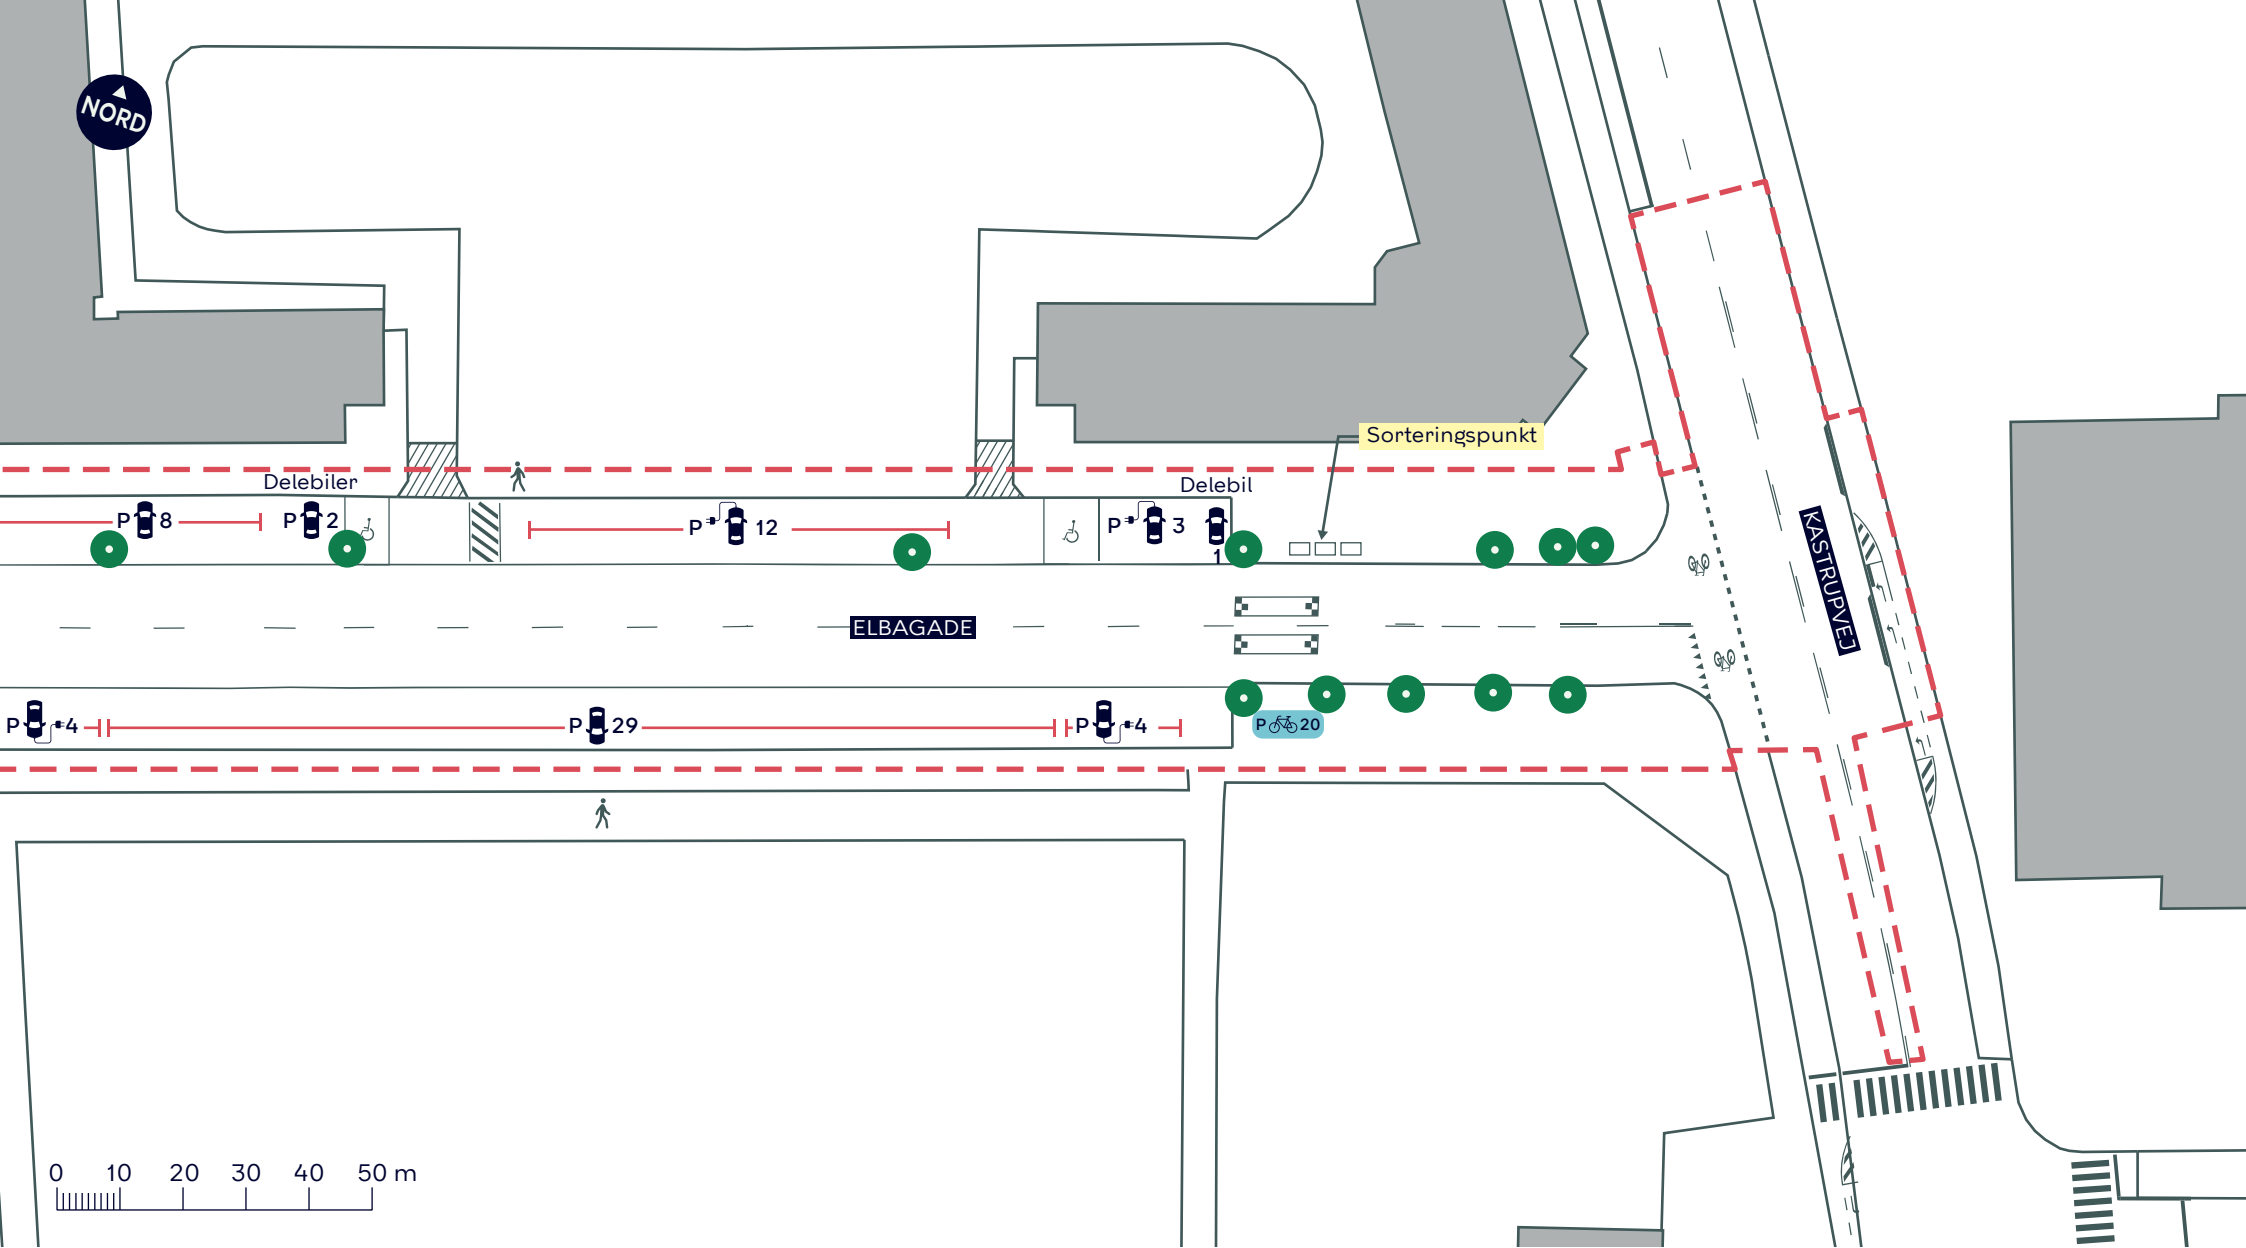 NORD
Sorteringspunkt
Delebiler
Delebil
P 8
P 2
P 12
P 3
1
KASTRUPVEJ
ELBAGADE
P 4
P 29
P 4
P 20
0 10 20 30 40 50 m